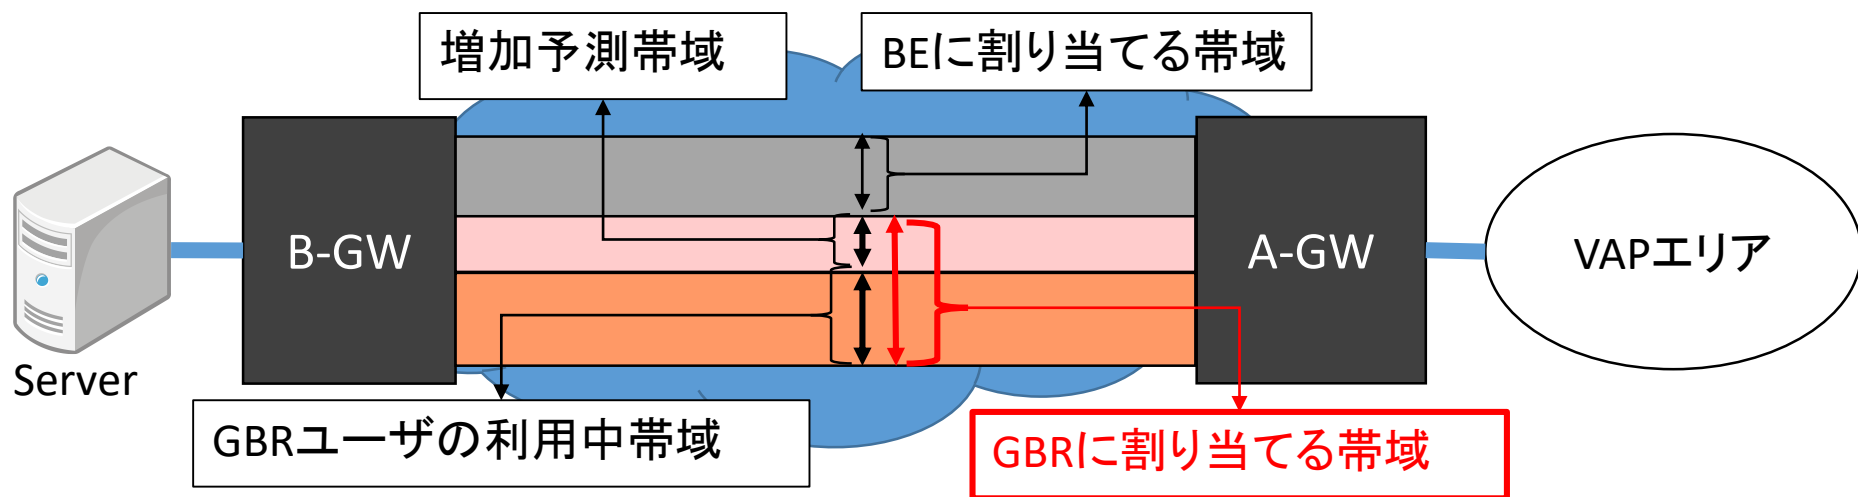 増加予測帯域
BEに割り当てる帯域
B-GW
A-GW
VAPエリア
Server
GBRユーザの利用中帯域
GBRに割り当てる帯域